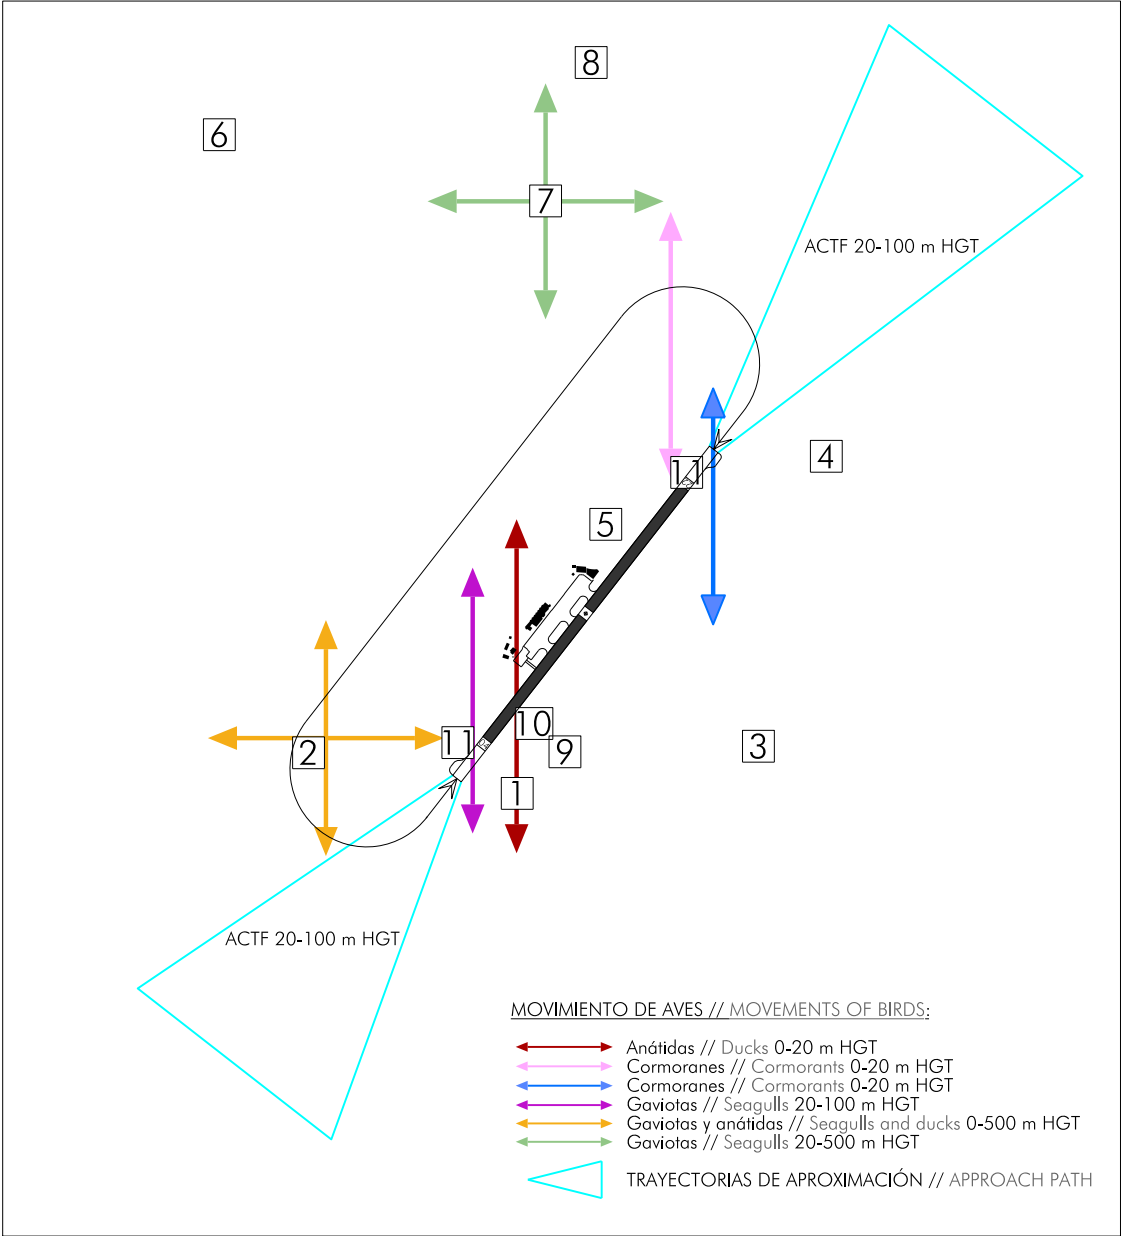 8
6
7
ACTF 20-100 m HGT
4
11
5
10
11
9
3
2
1
ACTF 20-100 m HGT
MOVIMIENTO DE AVES // MOVEMENTS OF BIRDS:
Anátidas // Ducks 0-20 m HGT
Cormoranes // Cormorants 0-20 m HGT
Cormoranes // Cormorants 0-20 m HGT
Gaviotas // Seagulls 20-100 m HGT
Gaviotas y anátidas // Seagulls and ducks 0-500 m HGT
Gaviotas // Seagulls 20-500 m HGT
TRAYECTORIAS DE APROXIMACIÓN // APPROACH PATH